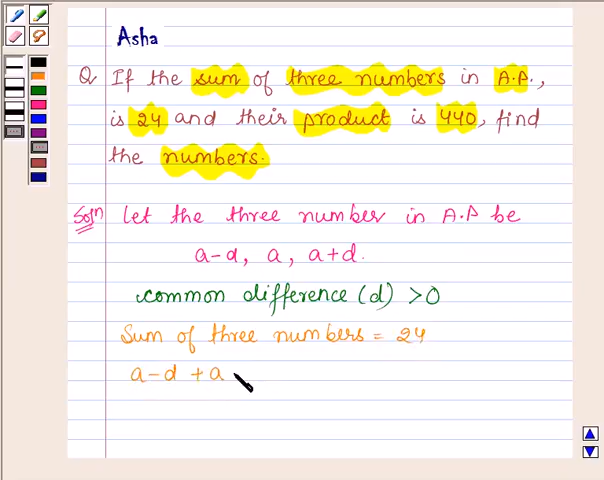 Asha
Q If the sum of three numbers in A.P.,
is 24 and their product is 440, find
the numbers.
Soln Let the three number in A.P be
a-d, a, a+d.
common difference (d) >0
Sum of three numbers = 24
a-d +a